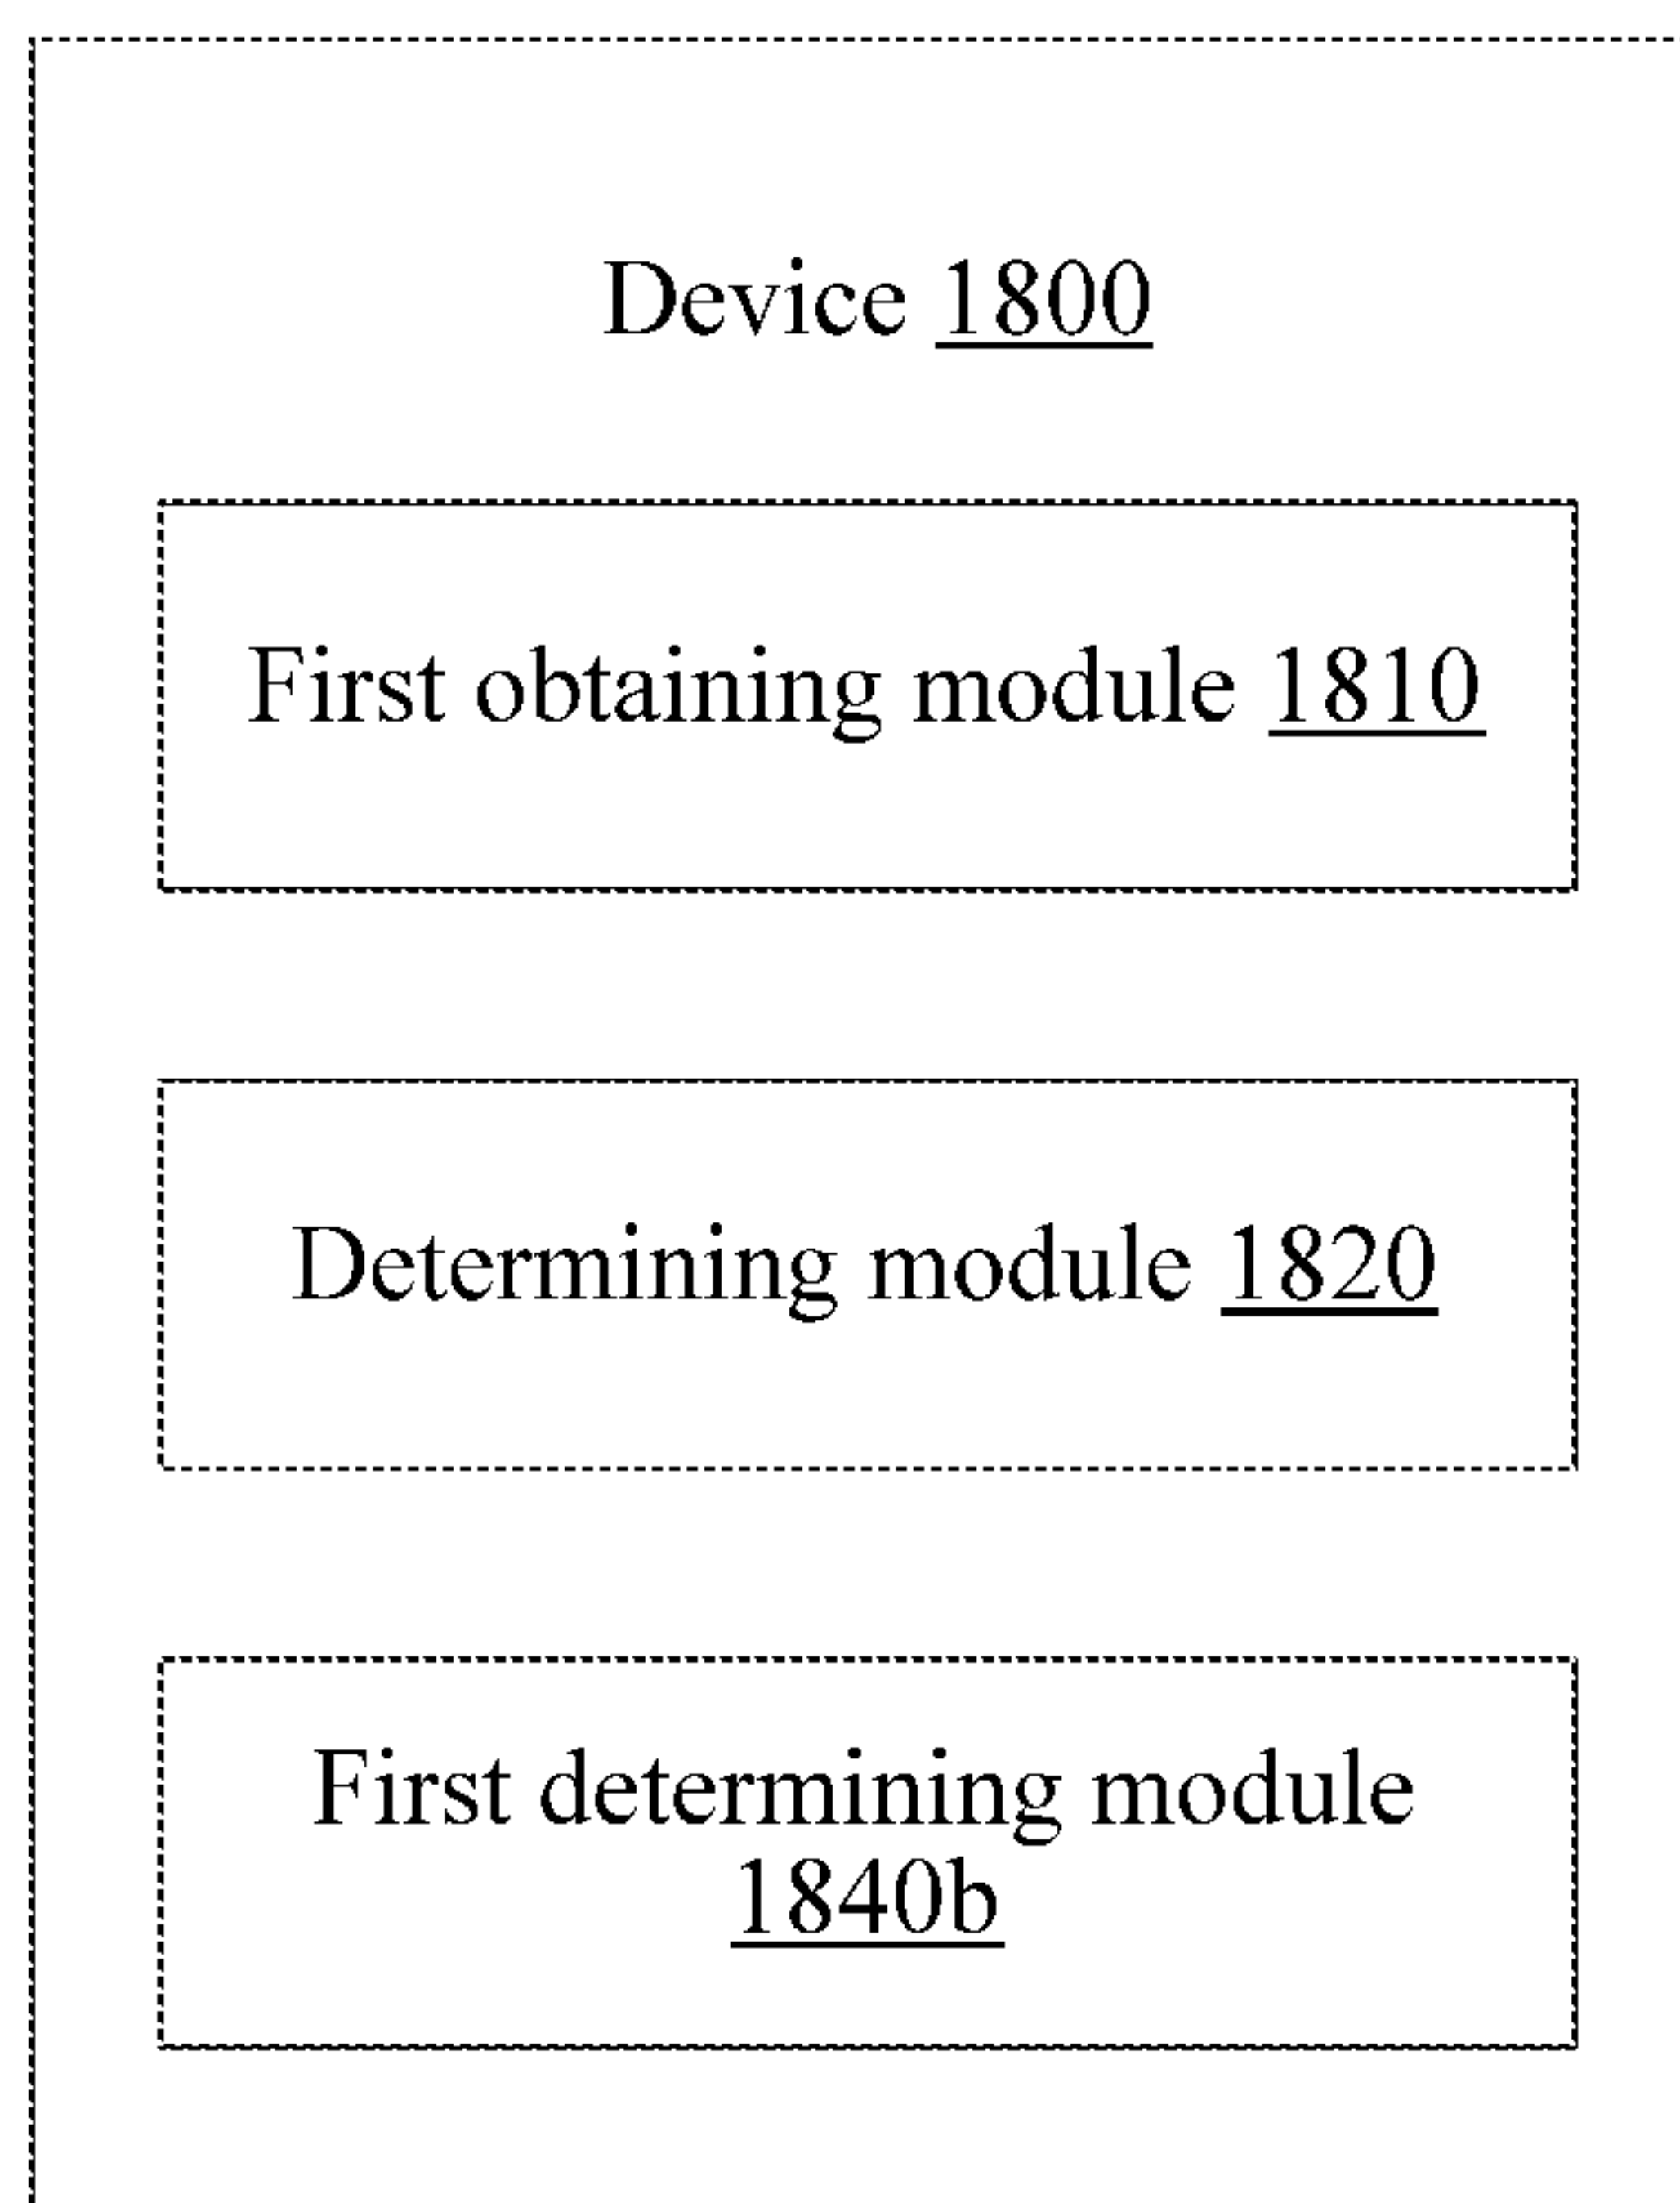 Device 1800
First obtaining module 1810
Determining module 1820
First determining module
1840b